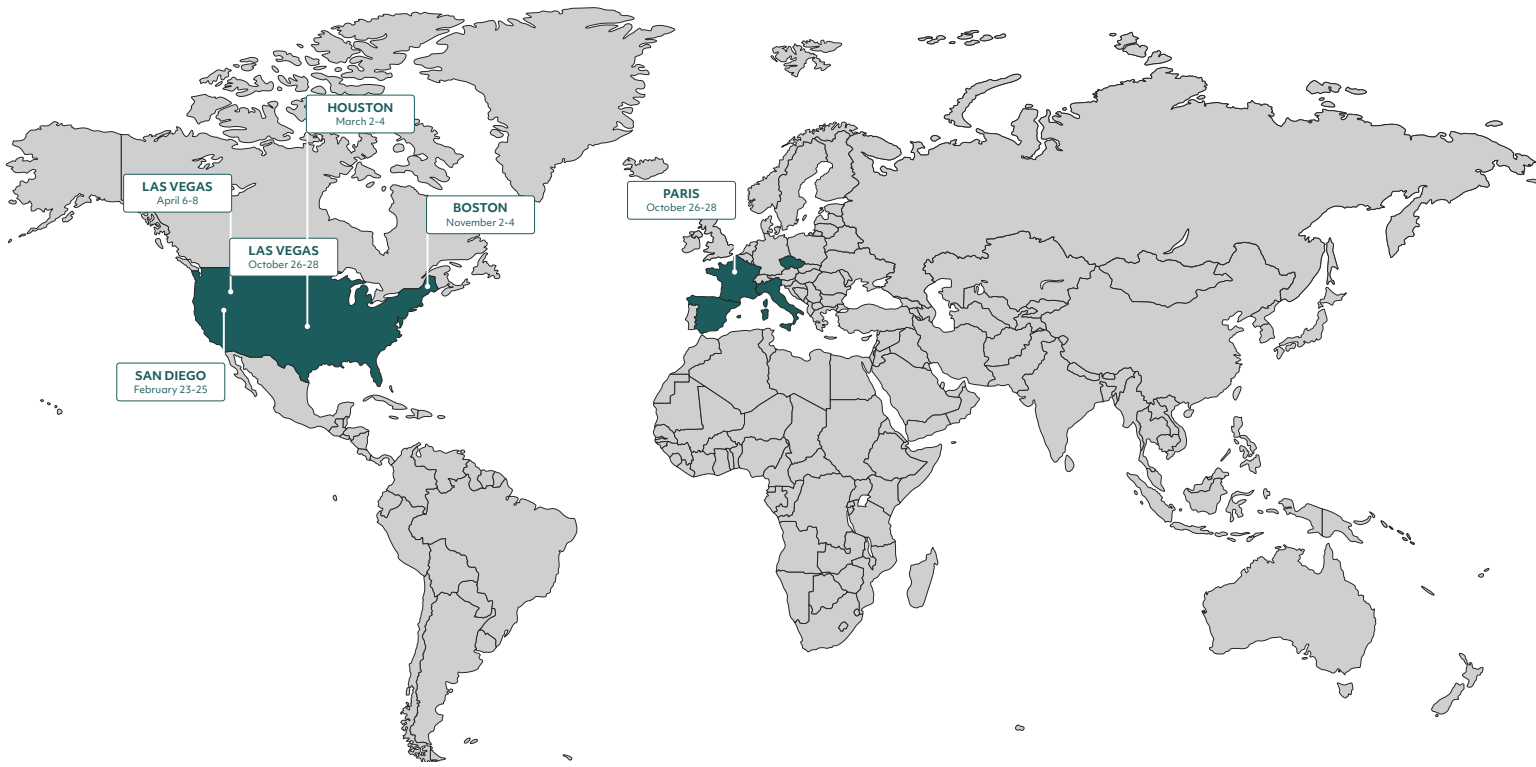 HOUSTON
March 2-4
LAS VEGAS
April 6-8
PARIS
October 26-28
BOSTON
November 2-4
LAS VEGAS
October 26-28
SAN DIEGO
February 23-25